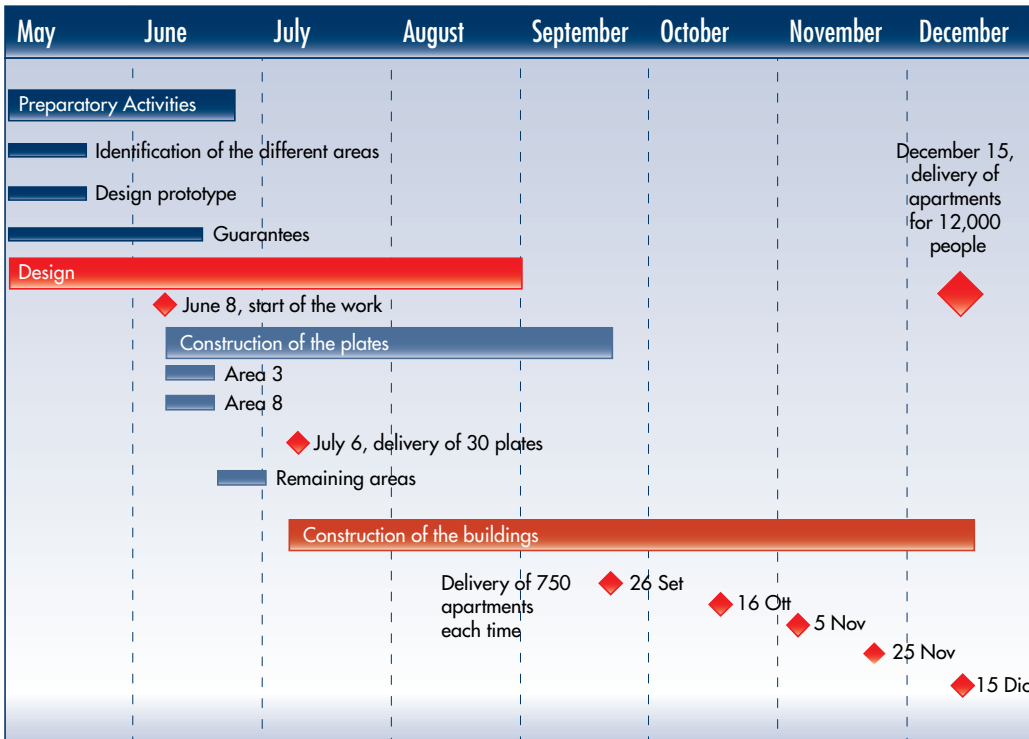 May June July August September October November December
Preparatory Activities
Identification of the different areas
December 15,
delivery of
apartments
for 12,000
people
Design prototype
Guarantees
Design
June 8, start of the work
Construction of the plates
Area 3
Area 8
July 6, delivery of 30 plates
Remaining areas
Construction of the buildings
Delivery of 750
apartments
each time
26 Set
16 Ott
5 Nov
25 Nov
15 Dic